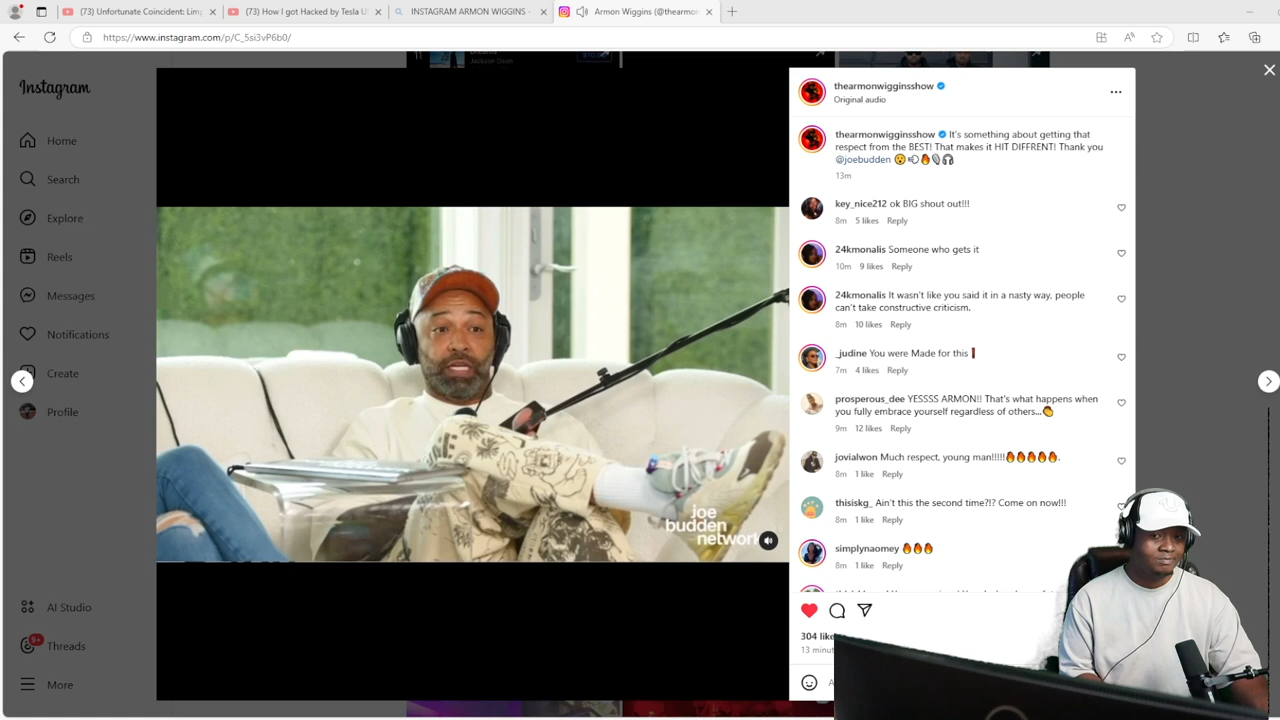 (73) Unfortunate Coincident: Lim
(73) How I got Hacked by Tesla U
INSTAGRAM ARMON WIGGINS -
Armon Wiggins (@thearmon
https://www.instagram.com/p/C_5si3vP6b0/
Instagram
Home
Search
Explore
Reels
Messages
Notifications
Create
Profile
AI Studio
9+
Threads
More
joe
budden
network
thearmonwigginsshow
Original audio
thearmonwigginsshow It's something about getting that
respect from the BEST! That makes it HIT DIFFRENT! Thank you
@joebudden 😮💨🔥🎙🎧
13m
key_nice212 ok BIG shout out!!!
8m 5 likes Reply
24kmonalis Someone who gets it
10m 9 likes Reply
24kmonalis It wasn't like you said it in a nasty way, people
can't take constructive criticism.
8m 10 likes Reply
_judine You were Made for this
7m 4 likes Reply
prosperous_dee YESSSS ARMON!! That's what happens when
you fully embrace yourself regardless of others...👏
9m 12 likes Reply
jovialwon Much respect, young man!!!!!🔥🔥🔥🔥🔥.
8m 1 like Reply
thisiskg_ Ain't this the second time?!? Come on now!!!
8m 1 like Reply
simplynaomey 🔥🔥🔥
8m 1 like Reply
304 like
13 minut